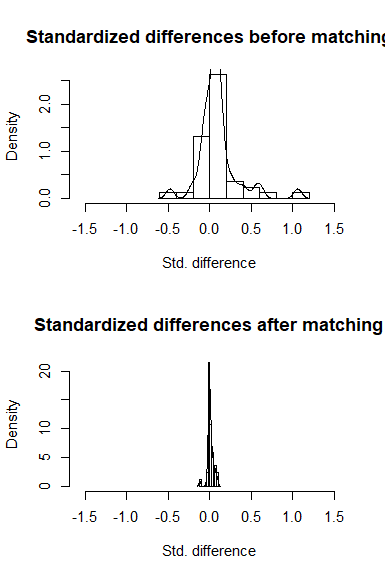 Standardized differences before matching
Density
2.0
1.0
0.0
-1.5 -1.0 -0.5 0.0 0.5 1.0 1.5
Std. difference
Standardized differences after matching
Density
20
10
5
0
-1.5 -1.0 -0.5 0.0 0.5 1.0 1.5
Std. difference